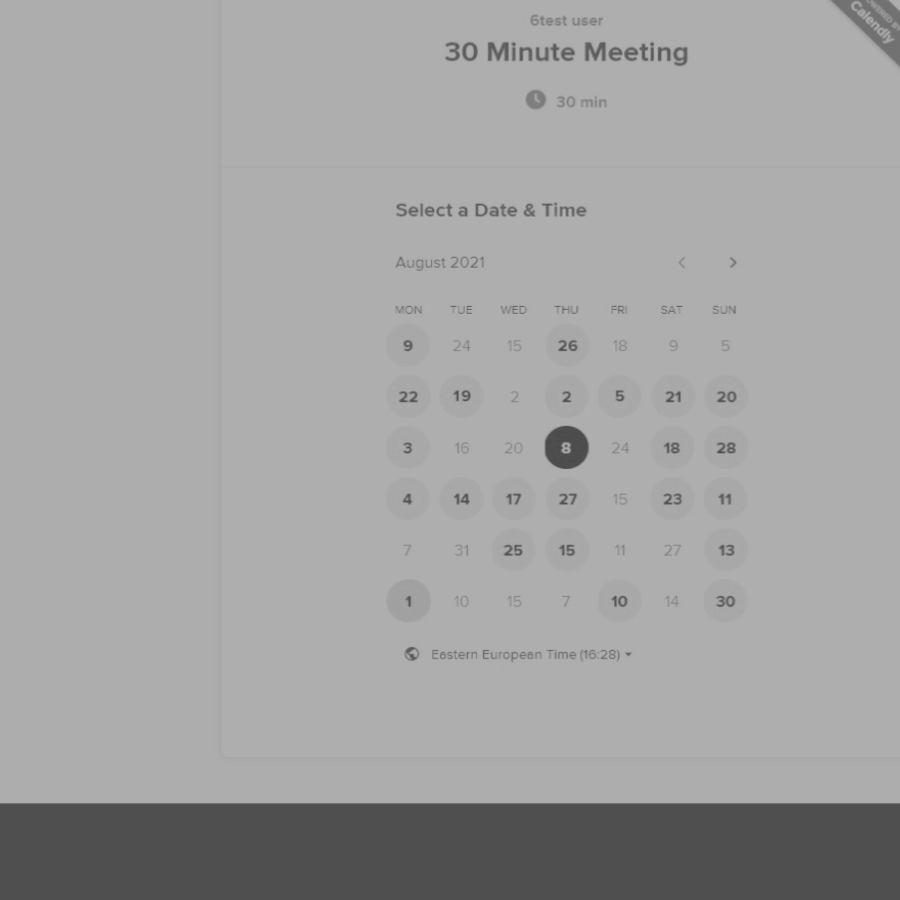 6test user
POWERED BY
Calendly
30 Minute Meeting
30 min
Select a Date & Time
August 2021
MON TUE WED THU FRI SAT SUN
9 24 15 26 18 9 5
22 19 2 2 5 21 20
3 16 20 8 24 18 28
4 14 17 27 15 23 11
7 31 25 15 11 27 13
1 10 15 7 10 14 30
Eastern European Time (16:28)